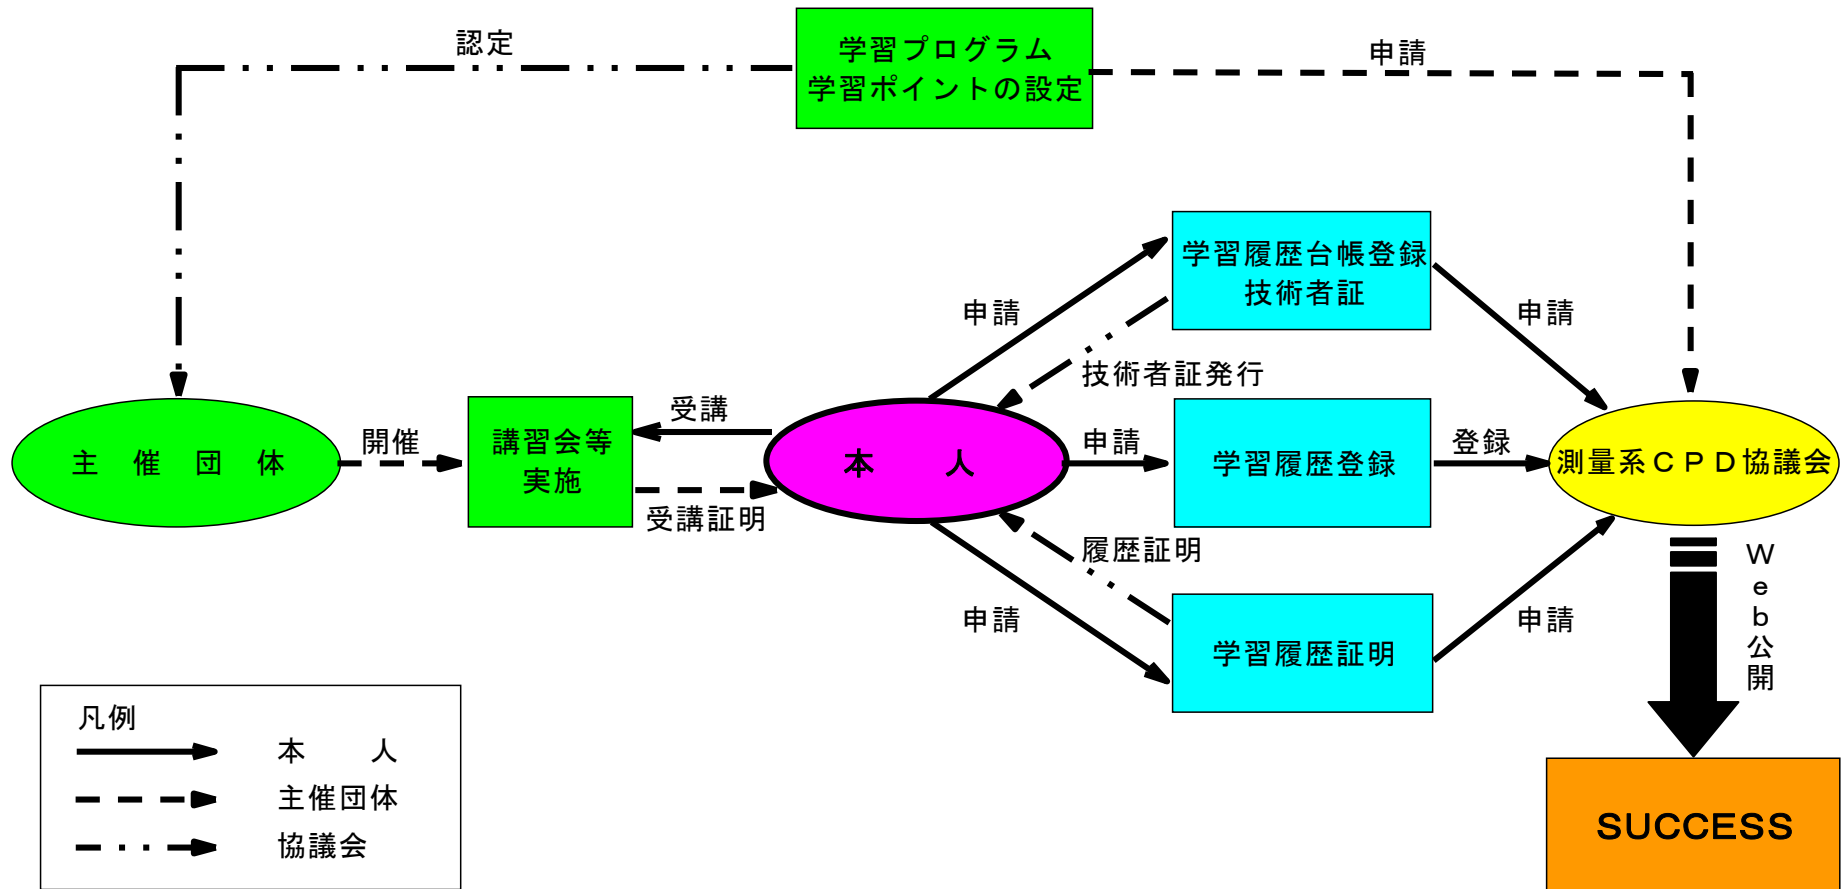 認定
学習プログラム
学習ポイントの設定
申請
学習履歴台帳登録
技術者証
申請
申請
技術者証発行
主催団体
開催
講習会等
実施
受講
受講証明
本人
申請
学習履歴登録
登録
測量系ＣＰＤ協議会
履歴証明
申請
学習履歴証明
申請
Ｗｅｂ公開
SUCCESS
凡例
本人
主催団体
協議会